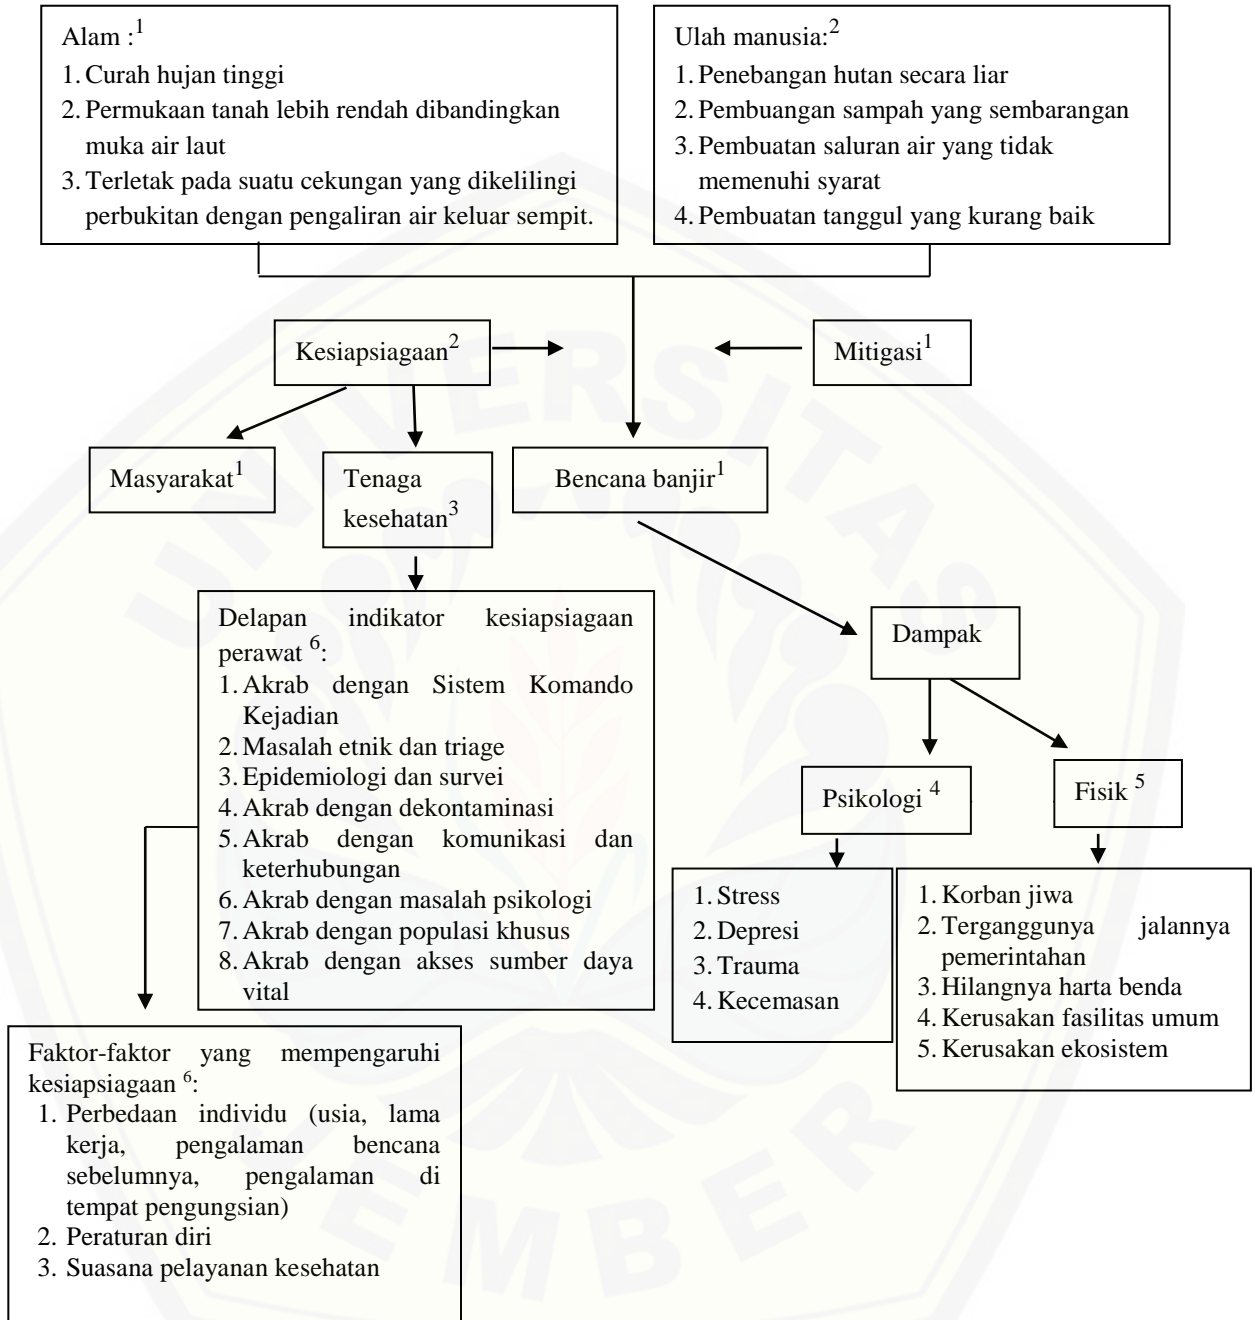 Alam :1
1. Curah hujan tinggi
2. Permukaan tanah lebih rendah dibandingkan
muka air laut
3. Terletak pada suatu cekungan yang dikelilingi
perbukitan dengan pengaliran air keluar sempit.
Ulah manusia:2
1. Penebangan hutan secara liar
2. Pembuangan sampah yang sembarangan
3. Pembuatan saluran air yang tidak
memenuhi syarat
4. Pembuatan tanggul yang kurang baik
Kesiapsiagaan2
Mitigasi1
Masyarakat1
Tenaga
kesehatan3
Bencana banjir1
Delapan indikator kesiapsiagaan
perawat 6:
1. Akrab dengan Sistem Komando
Kejadian
2. Masalah etnik dan triage
3. Epidemiologi dan survei
4. Akrab dengan dekontaminasi
5. Akrab dengan komunikasi dan
keterhubungan
6. Akrab dengan masalah psikologi
7. Akrab dengan populasi khusus
8. Akrab dengan akses sumber daya
vital
Dampak
Psikologi 4
Fisik 5
1. Stress
2. Depresi
3. Trauma
4. Kecemasan
1. Korban jiwa
2. Terganggunya jalannya
pemerintahan
3. Hilangnya harta benda
4. Kerusakan fasilitas umum
5. Kerusakan ekosistem
Faktor-faktor yang mempengaruhi
kesiapsiagaan 6:
1. Perbedaan individu (usia, lama
kerja, pengalaman bencana
sebelumnya, pengalaman di
tempat pengungsian)
2. Peraturan diri
3. Suasana pelayanan kesehatan
UNIVERSITAS
JEMBER